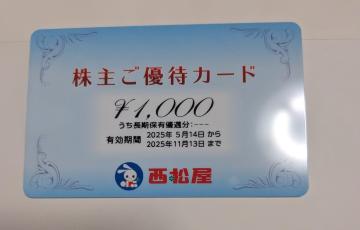 株主ご優待カード
¥1,000
うち長期保有優遇分：---
有効期間 2025年 5月14日 から
2025年11月13日 まで
西松屋